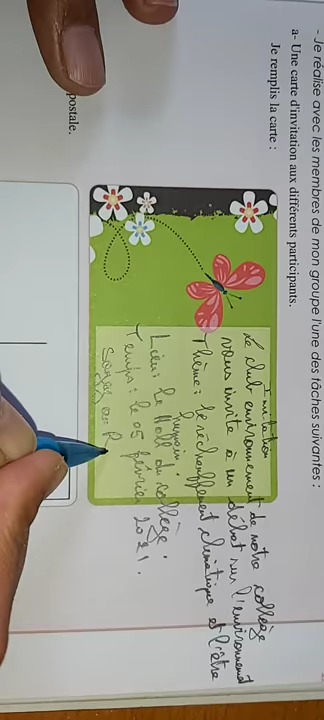 - Je réalise avec les membres de mon groupe l'une des tâches suivantes :
a- Une carte d'invitation aux différents participants.
Je remplis la carte :
Invitation
Le club environnement de notre collège
vous invite à un débat sur l'environnement
Thème : le réchauffement climatique et l'être
humain.
Lieu : le Hall du collège.
Temps : le 05 février 2021.
Soyez au R
postale.